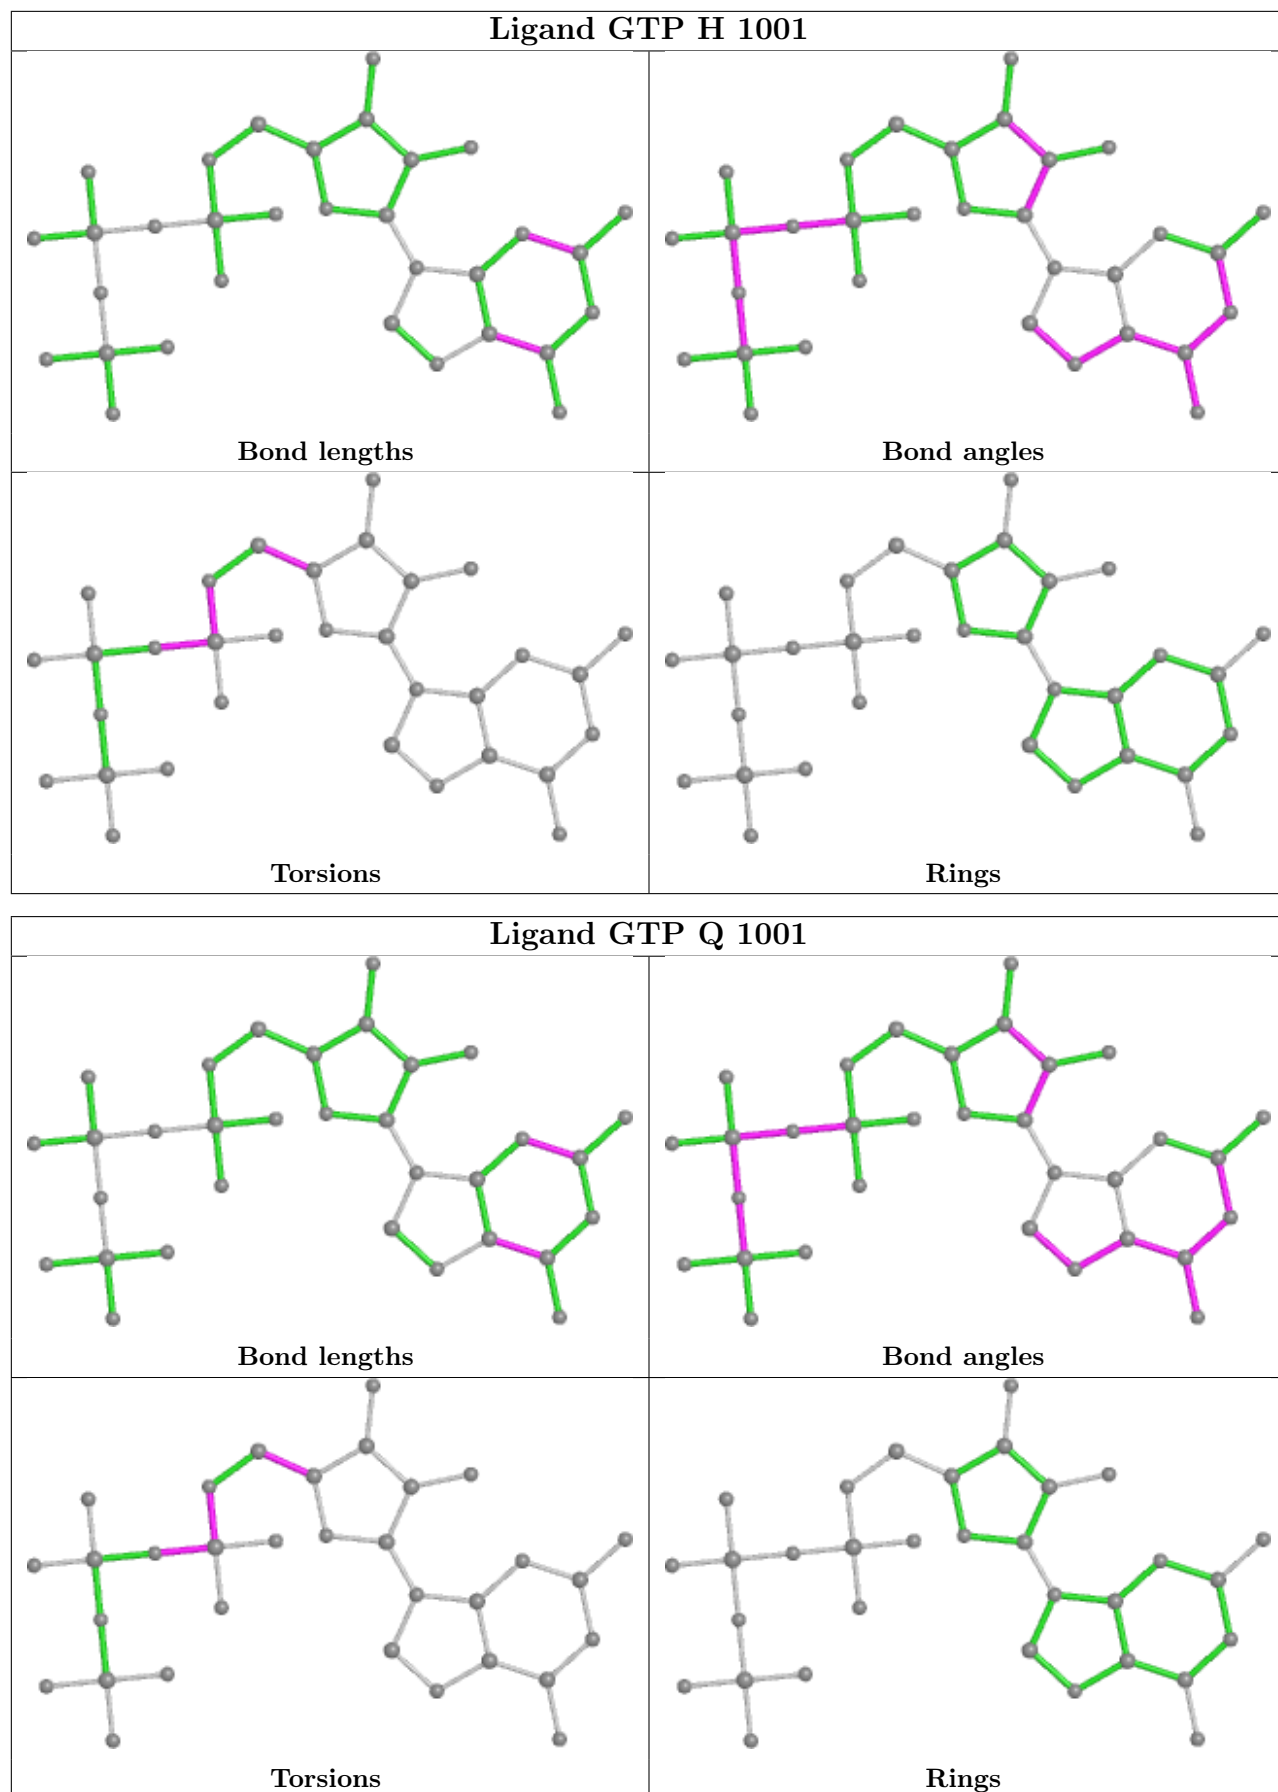 Ligand GTP H 1001
Bond lengths
Bond angles
Torsions
Rings
Ligand GTP Q 1001
Bond lengths
Bond angles
Torsions
Rings